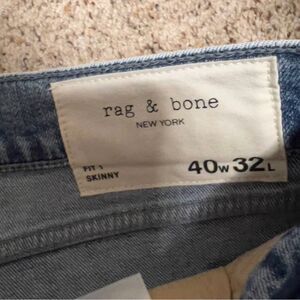 rag & bone
NEW YORK
FIT 1
SKINNY
40W 32L